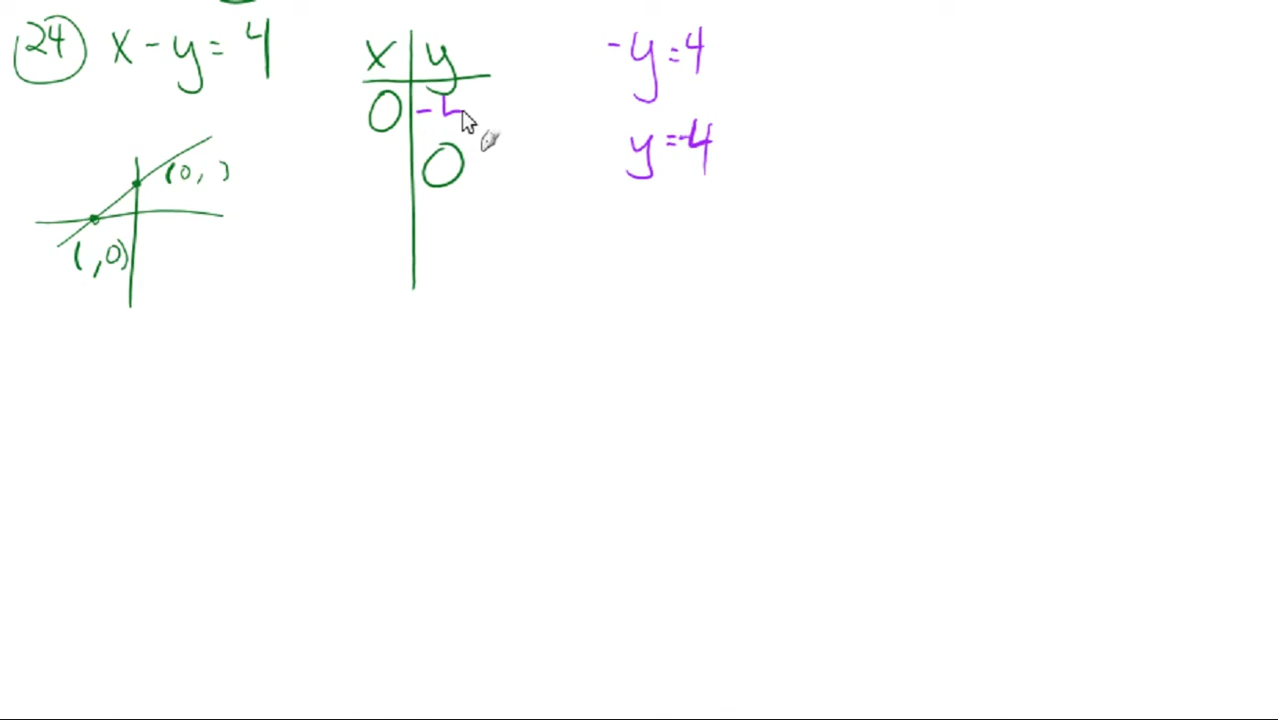 24 x - y = 4
x y
0 -4
0
-y = 4
y = -4
(0, )
( , 0)